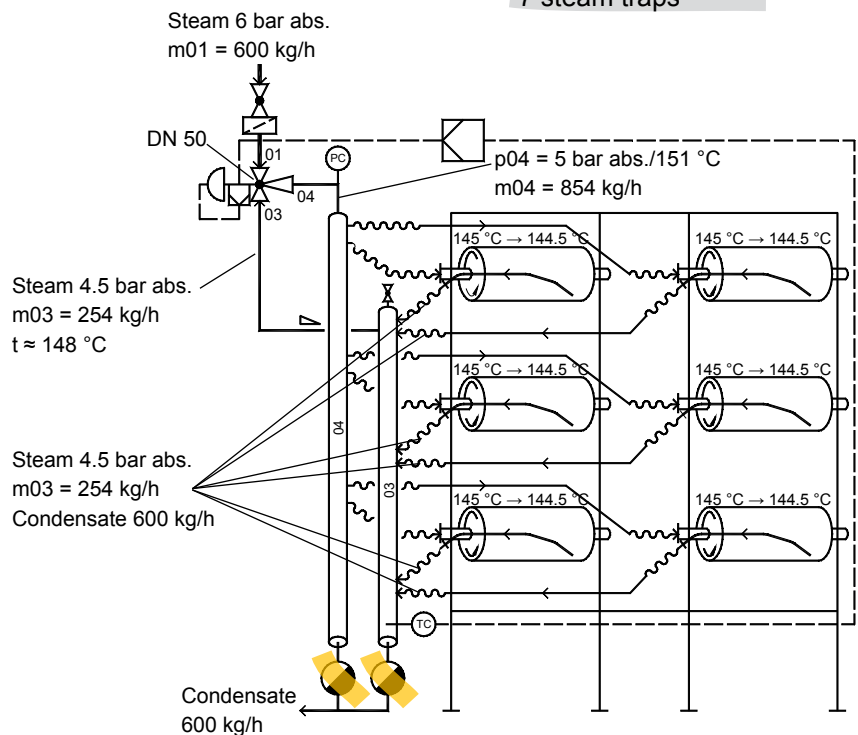 7 steam traps
Steam 6 bar abs.
m01 = 600 kg/h
DN 50
01
PC
p04 = 5 bar abs./151 °C
m04 = 854 kg/h
04
03
145 °C → 144.5 °C
145 °C → 144.5 °C
Steam 4.5 bar abs.
m03 = 254 kg/h
t ≈ 148 °C
145 °C → 144.5 °C
145 °C → 144.5 °C
04
Steam 4.5 bar abs.
m03 = 254 kg/h
Condensate 600 kg/h
03
145 °C → 144.5 °C
145 °C → 144.5 °C
TC
Condensate
600 kg/h